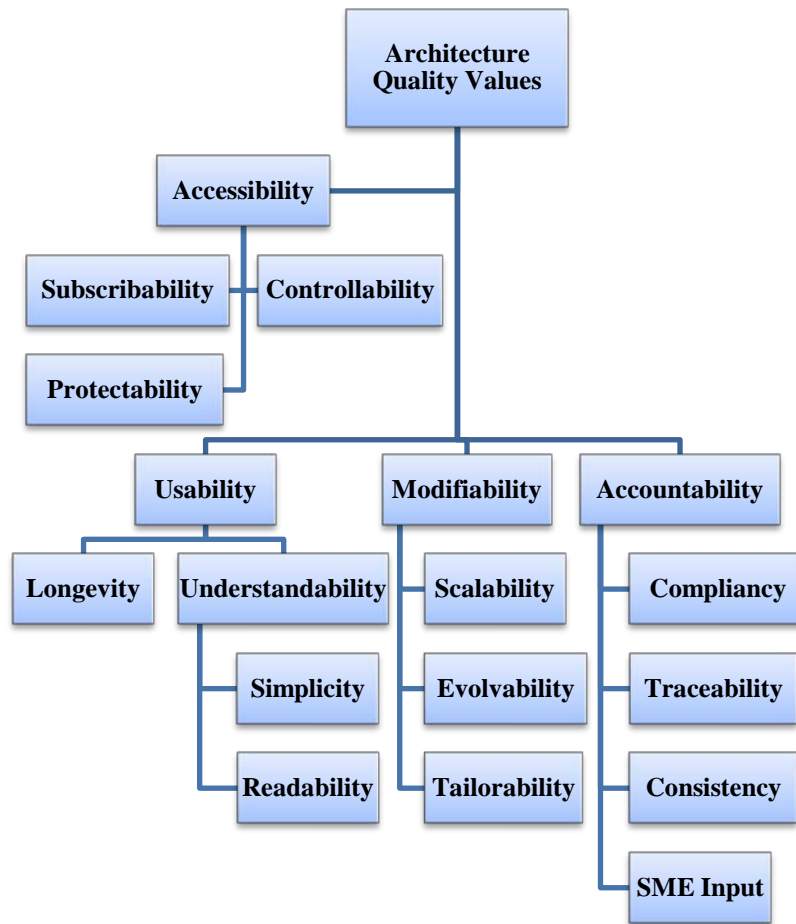 Architecture
Quality Values
Accessibility
Subscribability
Controllability
Protectability
Usability
Modifiability
Accountability
Longevity
Understandability
Scalability
Compliancy
Simplicity
Evolvability
Traceability
Readability
Tailorability
Consistency
SME Input